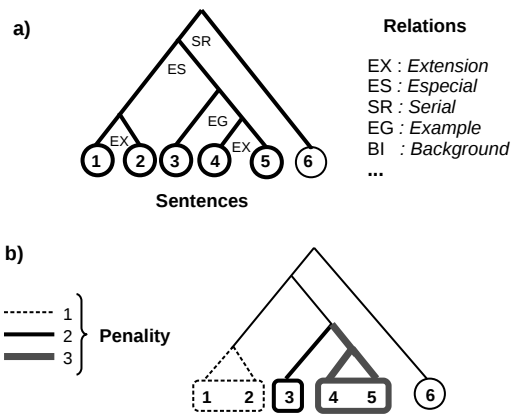 a)
SR
ES
EG
EX
EX
1 2 3 4 5 6
Sentences
Relations
EX : Extension
ES : Especial
SR : Serial
EG : Example
BI : Background
...
b)
1
2
3
Penality
1 2 3 4 5 6